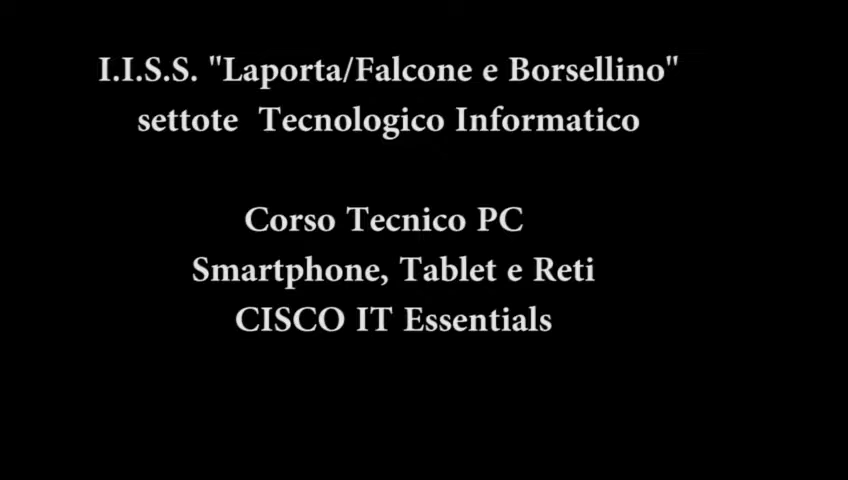 I.I.S.S. "Laporta/Falcone e Borsellino"
settote Tecnologico Informatico
Corso Tecnico PC
Smartphone, Tablet e Reti
CISCO IT Essentials